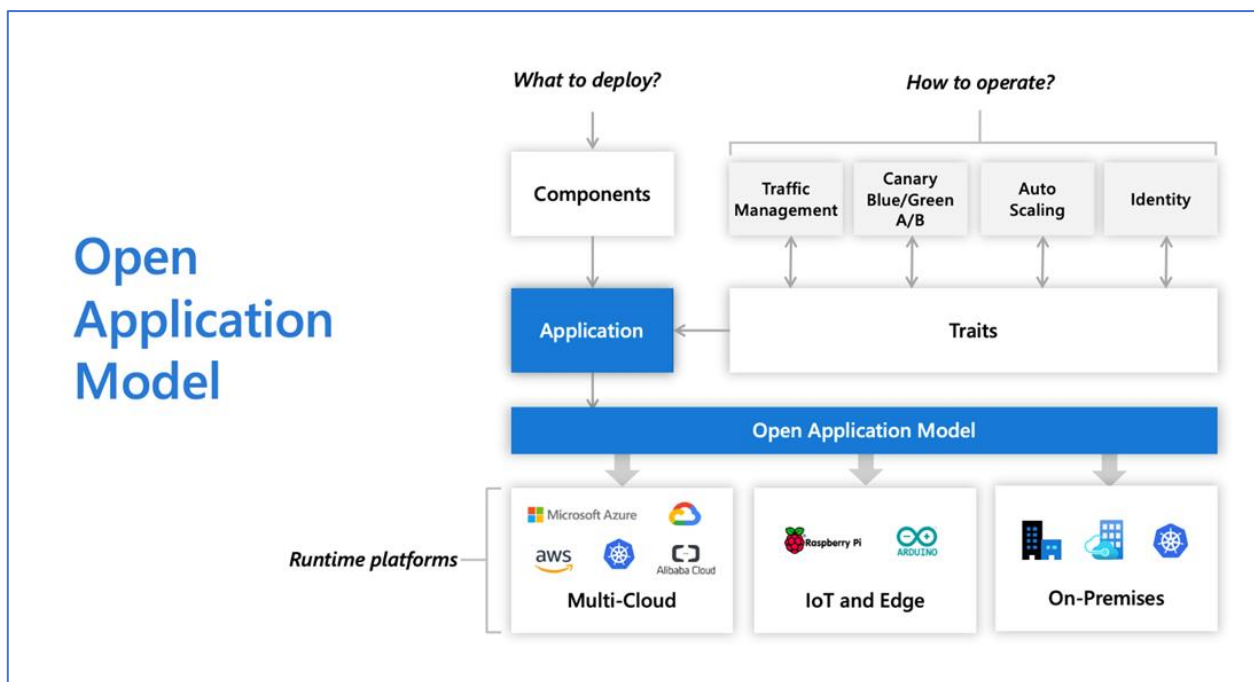 What to deploy?
How to operate?
Components
Traffic
Management
Canary
Blue/Green
A/B
Auto
Scaling
Identity
Open
Application
Model
Application
Traits
Open Application Model
Runtime platforms
Microsoft Azure
aws
Alibaba Cloud
Multi-Cloud
Raspberry Pi
ARDUINO
IoT and Edge
On-Premises